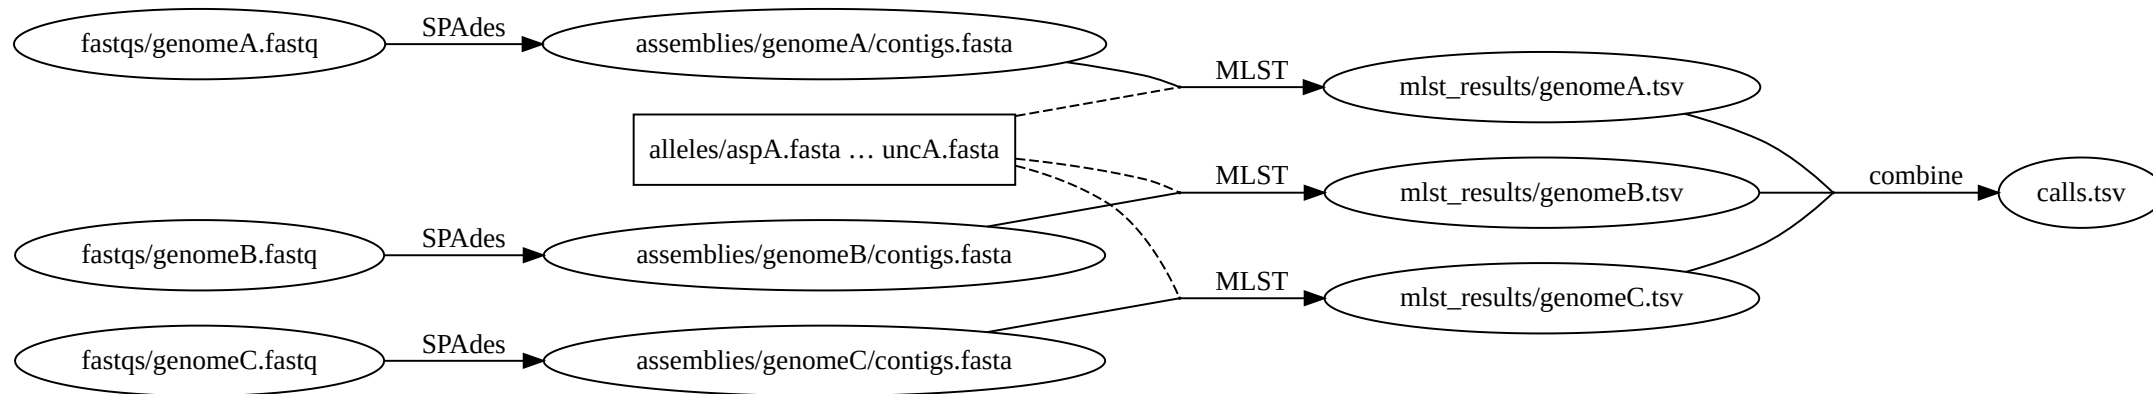 fastqs/genomeA.fastq
SPAdes
assemblies/genomeA/contigs.fasta
MLST
mlst_results/genomeA.tsv
alleles/aspA.fasta … uncA.fasta
MLST
mlst_results/genomeB.tsv
combine
calls.tsv
fastqs/genomeB.fastq
SPAdes
assemblies/genomeB/contigs.fasta
MLST
mlst_results/genomeC.tsv
fastqs/genomeC.fastq
SPAdes
assemblies/genomeC/contigs.fasta